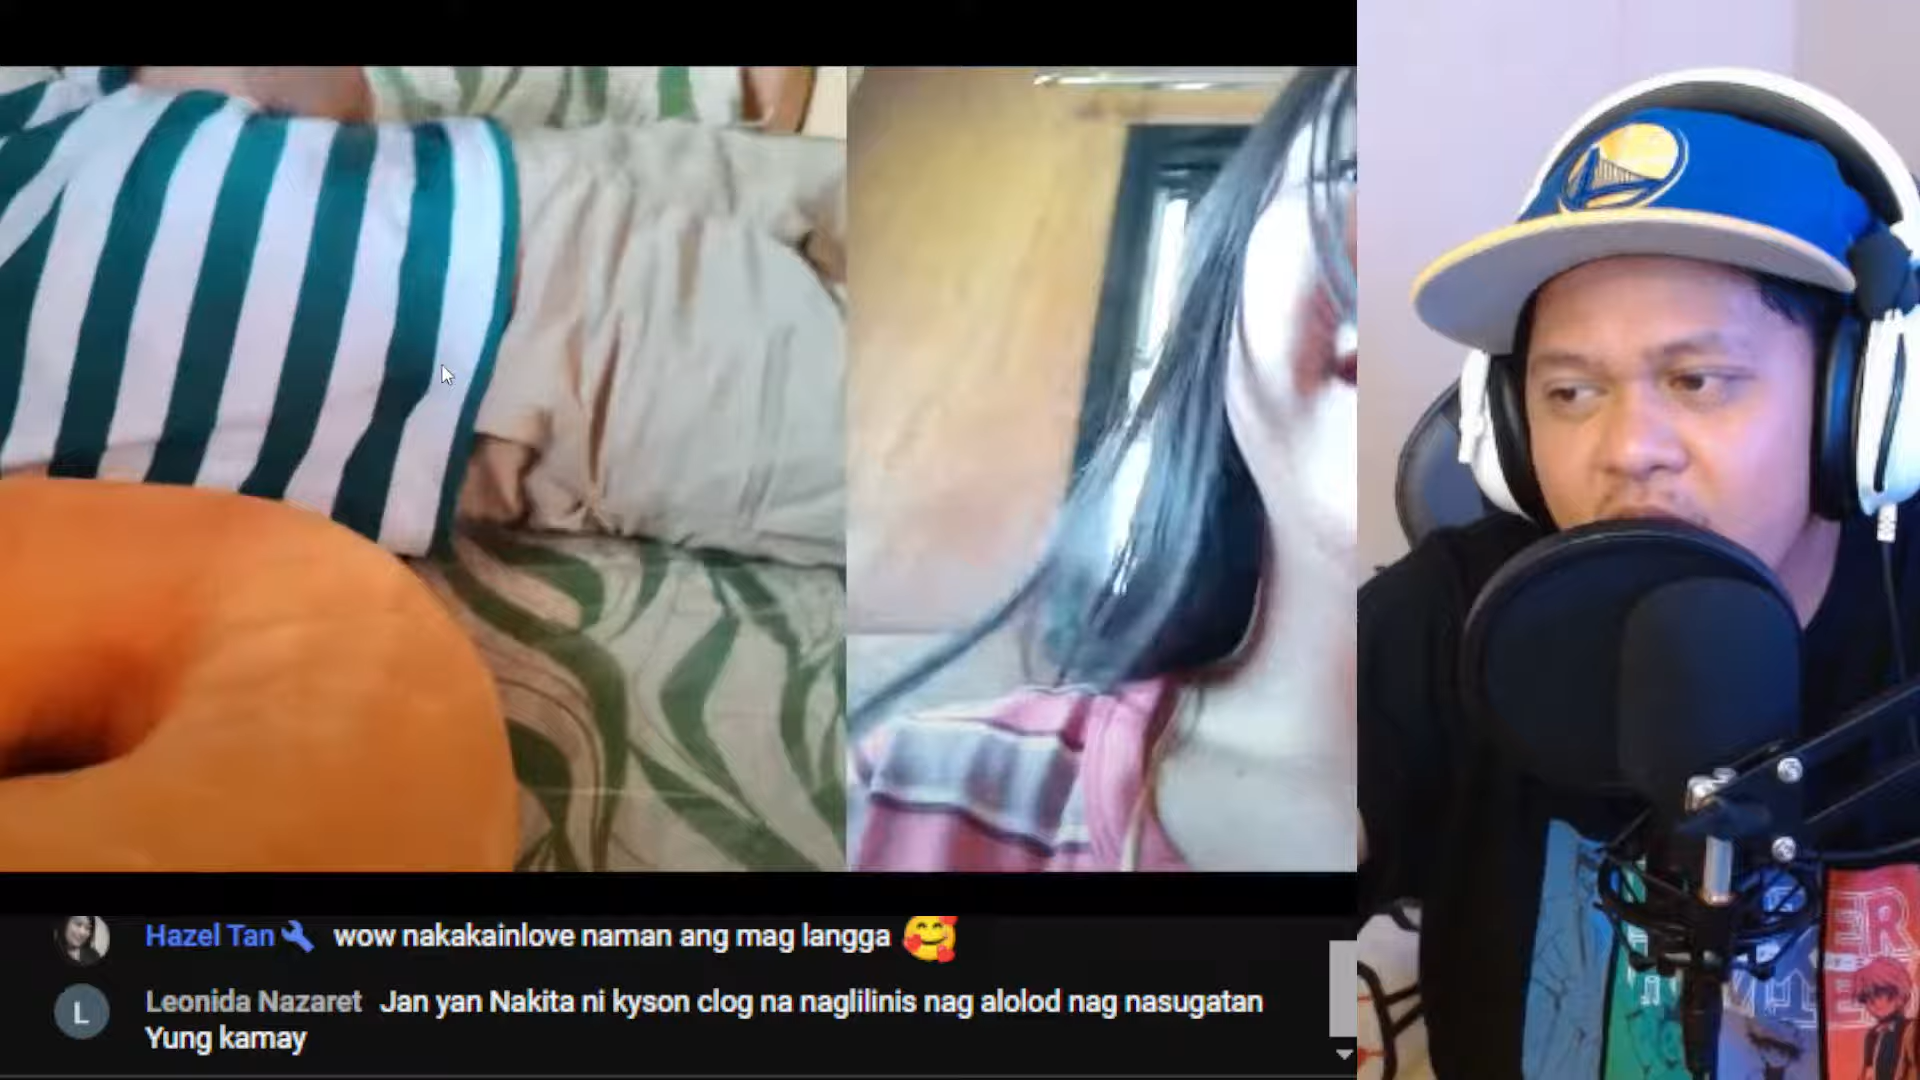 Hazel Tan wow nakakainlove naman ang mag langga
L
Leonida Nazaret Jan yan Nakita ni kyson clog na naglilinis nag alolod nag nasugatan
Yung kamay